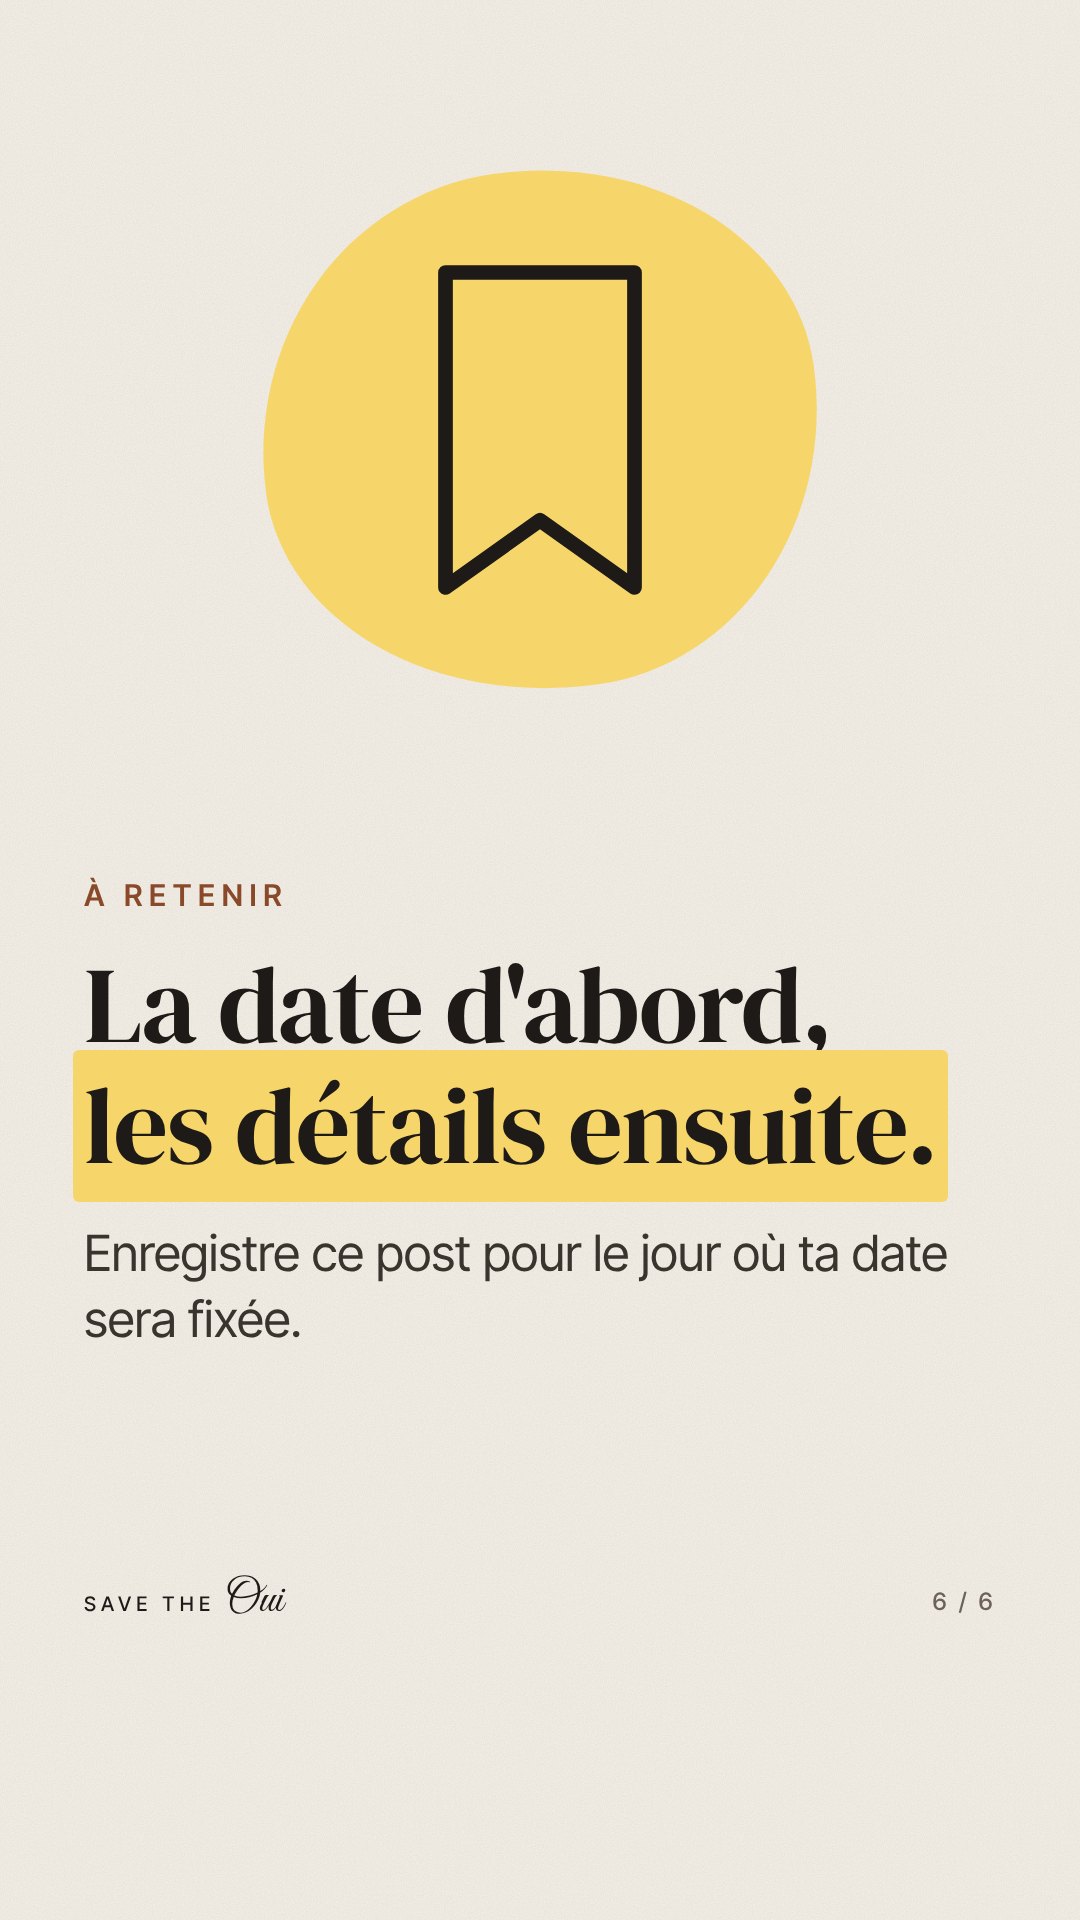 À RETENIR
La date d'abord,
les détails ensuite.
Enregistre ce post pour le jour où ta date
sera fixée.
SAVE THE Oui
6 / 6